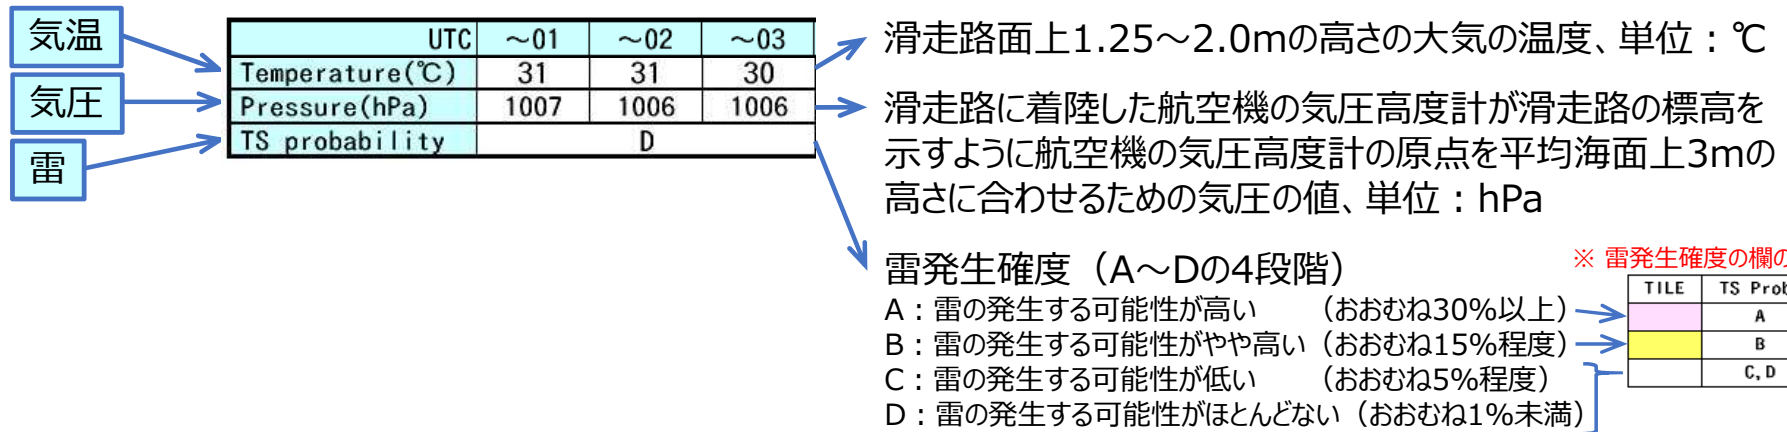 気温
気圧
雷
UTC ～01 ～02 ～03
Temperature(℃) 31 31 30
Pressure(hPa) 1007 1006 1006
TS probability D
滑走路面上1.25～2.0mの高さの大気の温度、単位：℃
滑走路に着陸した航空機の気圧高度計が滑走路の標高を
示すように航空機の気圧高度計の原点を平均海面上3mの
高さに合わせるための気圧の値、単位：hPa
雷発生確度（A～Dの4段階）
A：雷の発生する可能性が高い （おおむね30%以上）
B：雷の発生する可能性がやや高い（おおむね15%程度）
C：雷の発生する可能性が低い （おおむね5%程度）
D：雷の発生する可能性がほとんどない（おおむね1%未満）
※ 雷発生確度の欄の
TILE TS Prob
A
B
C,D